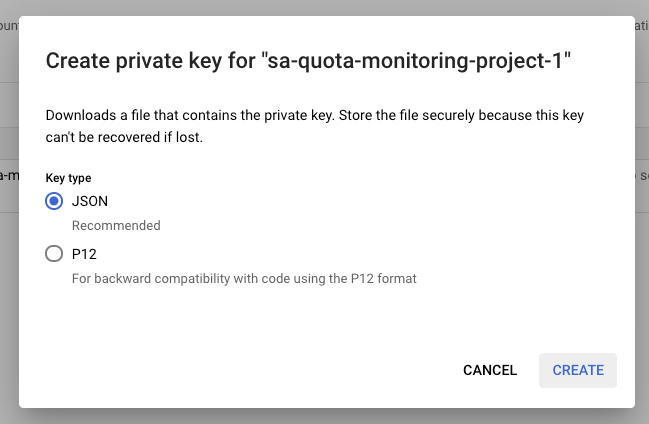 Create private key for "sa-quota-monitoring-project-1"
Downloads a file that contains the private key. Store the file securely because this key
can't be recovered if lost.
Key type
JSON
Recommended
P12
For backward compatibility with code using the P12 format
CANCEL
CREATE